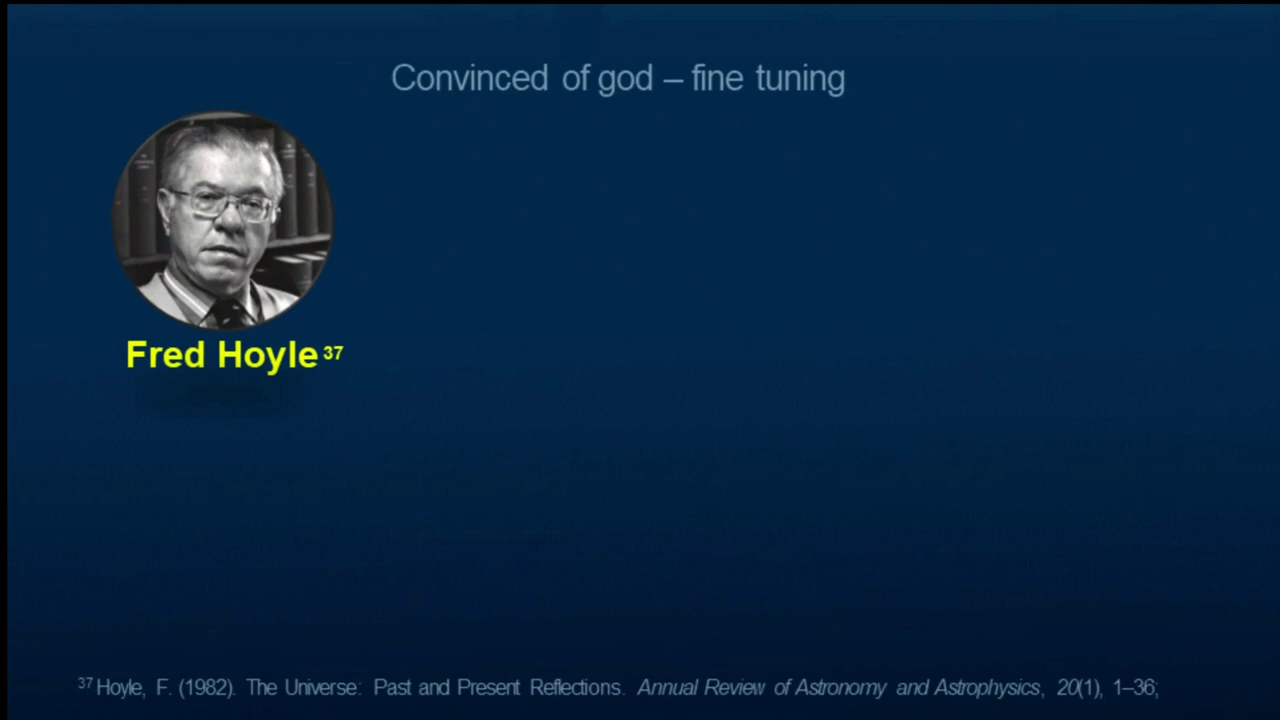 Convinced of god – fine tuning
Fred Hoyle 37
37 Hoyle, F. (1982). The Universe: Past and Present Reflections. Annual Review of Astronomy and Astrophysics, 20(1), 1–36;